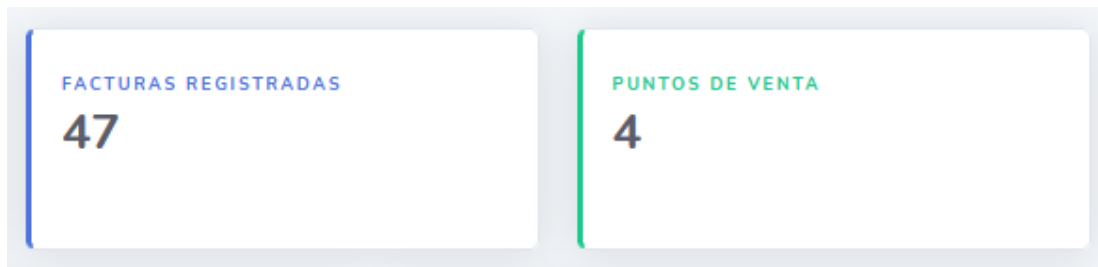 FACTURAS REGISTRADAS
47
PUNTOS DE VENTA
4